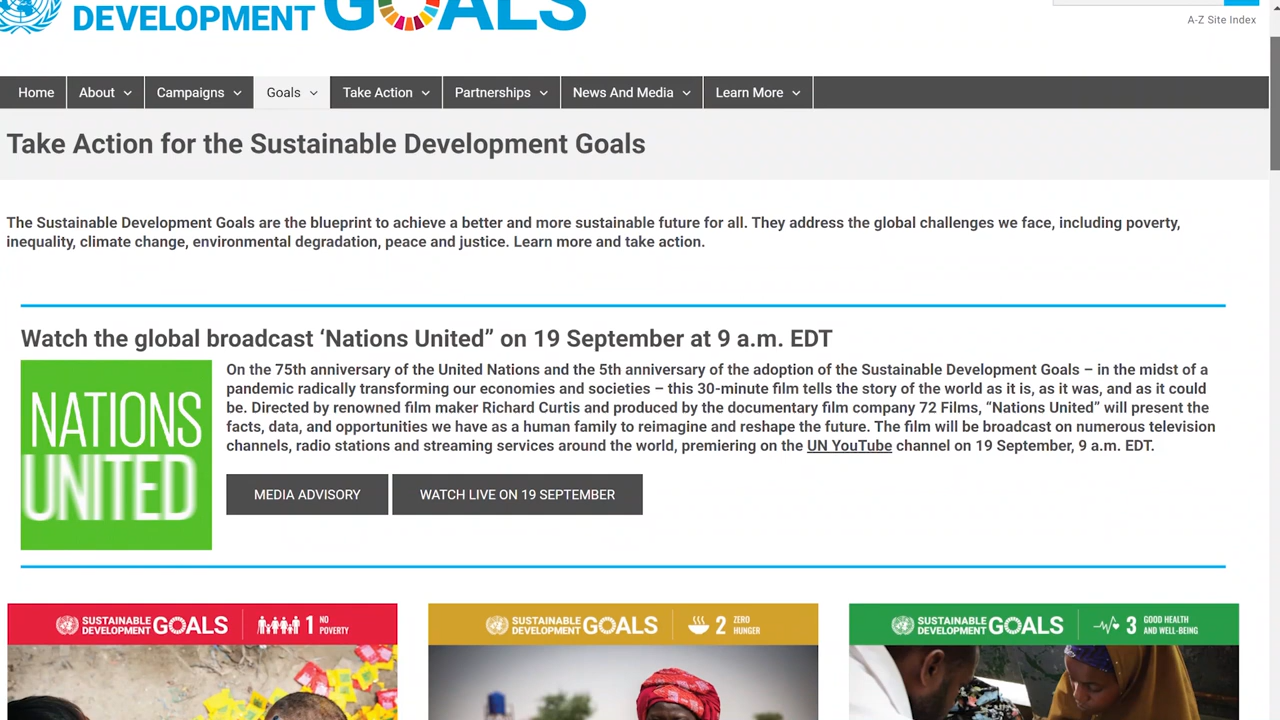 DEVELOPMENT GOALS
A-Z Site Index
Home About Campaigns Goals Take Action Partnerships News And Media Learn More
Take Action for the Sustainable Development Goals
The Sustainable Development Goals are the blueprint to achieve a better and more sustainable future for all. They address the global challenges we face, including poverty,
inequality, climate change, environmental degradation, peace and justice. Learn more and take action.
Watch the global broadcast ‘Nations United” on 19 September at 9 a.m. EDT
NATIONS
UNITED
On the 75th anniversary of the United Nations and the 5th anniversary of the adoption of the Sustainable Development Goals – in the midst of a
pandemic radically transforming our economies and societies – this 30-minute film tells the story of the world as it is, as it was, and as it could
be. Directed by renowned film maker Richard Curtis and produced by the documentary film company 72 Films, “Nations United” will present the
facts, data, and opportunities we have as a human family to reimagine and reshape the future. The film will be broadcast on numerous television
channels, radio stations and streaming services around the world, premiering on the UN YouTube channel on 19 September, 9 a.m. EDT.
MEDIA ADVISORY
WATCH LIVE ON 19 SEPTEMBER
SUSTAINABLE
DEVELOPMENT GOALS
1 NO
POVERTY
SUSTAINABLE
DEVELOPMENT GOALS
2 ZERO
HUNGER
SUSTAINABLE
DEVELOPMENT GOALS
3 GOOD HEALTH
AND WELL-BEING